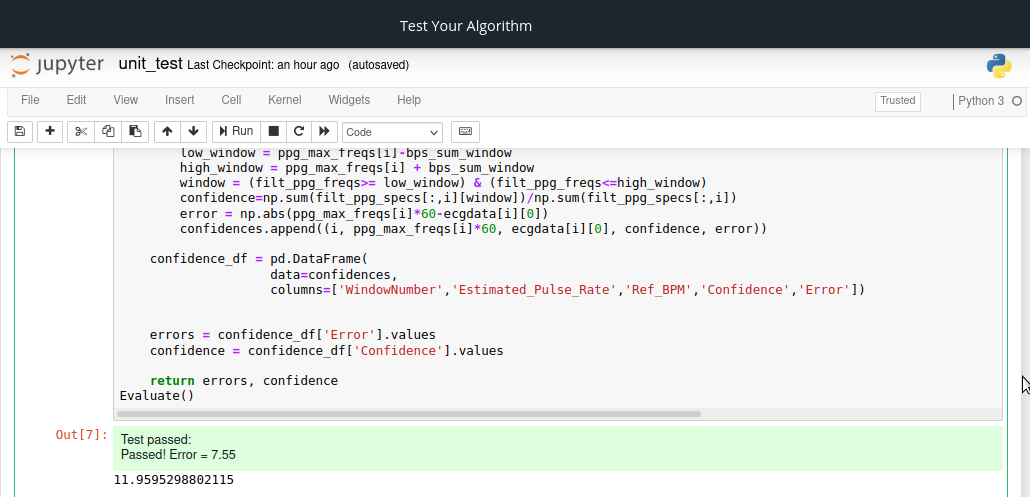 Test Your Algorithm
jupyter unit_test Last Checkpoint: an hour ago (autosaved)
File Edit View Insert Cell Kernel Widgets Help Trusted Python 3
Run Code
low_window = ppg_max_freqs[i]-bps_sum_window
high_window = ppg_max_freqs[i] + bps_sum_window
window = (filt_ppg_freqs>= low_window) & (filt_ppg_freqs<=high_window)
confidence=np.sum(filt_ppg_specs[:,i][window])/np.sum(filt_ppg_specs[:,i])
error = np.abs(ppg_max_freqs[i]*60-ecgdata[i][0])
confidences.append((i, ppg_max_freqs[i]*60, ecgdata[i][0], confidence, error))
confidence_df = pd.DataFrame(
data=confidences,
columns=['WindowNumber','Estimated_Pulse_Rate','Ref_BPM','Confidence','Error'])
errors = confidence_df['Error'].values
confidence = confidence_df['Confidence'].values
return errors, confidence
Evaluate()
Out[7]: Test passed:
Passed! Error = 7.55
11.9595298802115